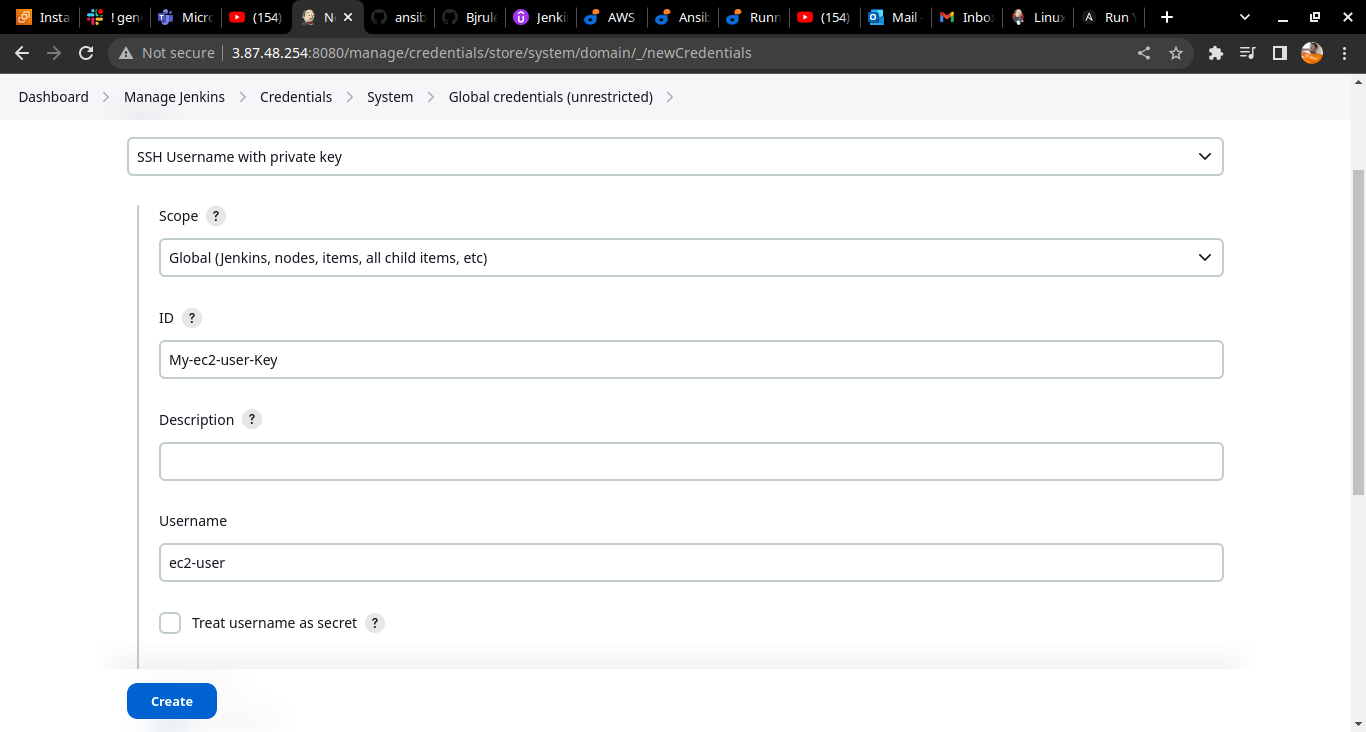 Insta
! gen
Micro
(154)
N
ansib
Bjrule
Jenki
AWS
Ansib
Runn
(154)
Mail
Inbo
Linux
Run
Not secure
3.87.48.254:8080/manage/credentials/store/system/domain/_/newCredentials
Dashboard
Manage Jenkins
Credentials
System
Global credentials (unrestricted)
SSH Username with private key
Scope ?
Global (Jenkins, nodes, items, all child items, etc)
ID ?
My-ec2-user-Key
Description ?
Username
ec2-user
Treat username as secret ?
Create